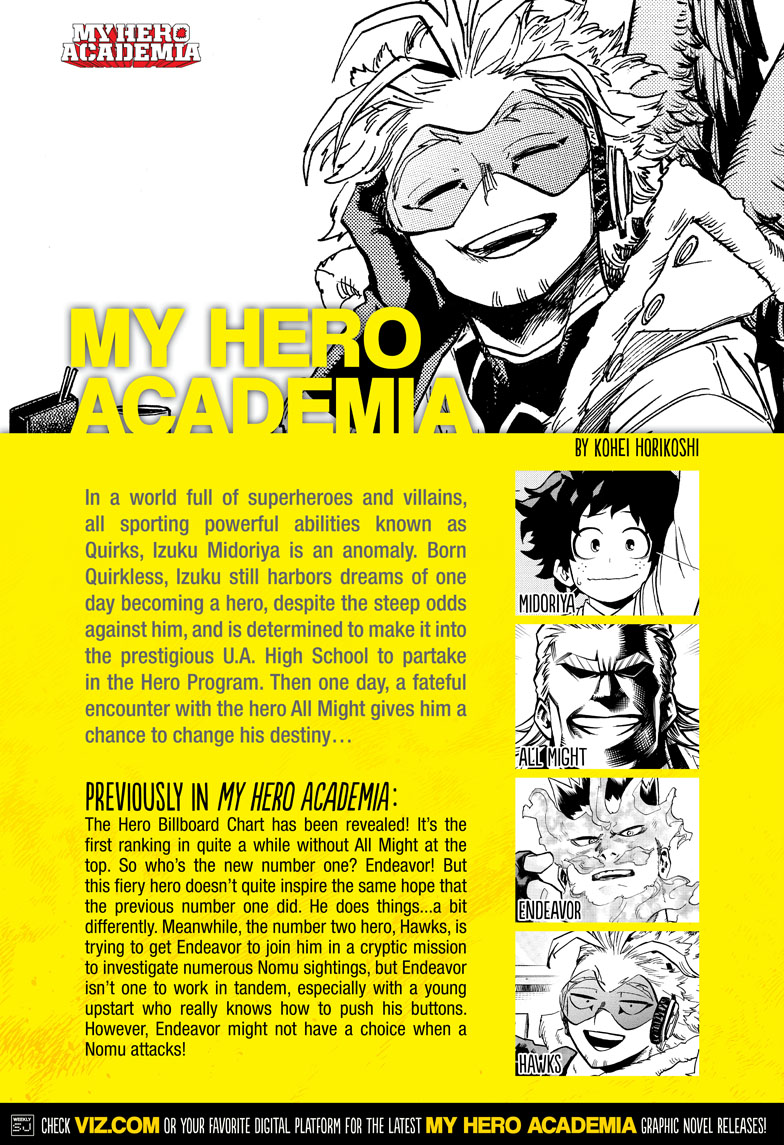 MY HERO
ACADEMIA
MY HERO
ACADEMIA
BY KOHEI HORIKOSHI
In a world full of superheroes and villains,
all sporting powerful abilities known as
Quirks, Izuku Midoriya is an anomaly. Born
Quirkless, Izuku still harbors dreams of one
day becoming a hero, despite the steep odds
against him, and is determined to make it into
the prestigious U.A. High School to partake
in the Hero Program. Then one day, a fateful
encounter with the hero All Might gives him a
chance to change his destiny…
PREVIOUSLY IN MY HERO ACADEMIA:
The Hero Billboard Chart has been revealed! It’s the
first ranking in quite a while without All Might at the
top. So who’s the new number one? Endeavor! But
this fiery hero doesn’t quite inspire the same hope that
the previous number one did. He does things...a bit
differently. Meanwhile, the number two hero, Hawks, is
trying to get Endeavor to join him in a cryptic mission
to investigate numerous Nomu sightings, but Endeavor
isn’t one to work in tandem, especially with a young
upstart who really knows how to push his buttons.
However, Endeavor might not have a choice when a
Nomu attacks!
MIDORIYA
ALL MIGHT
ENDEAVOR
HAWKS
WEEKLY
SJ
CHECK VIZ.COM OR YOUR FAVORITE DIGITAL PLATFORM FOR THE LATEST MY HERO ACADEMIA GRAPHIC NOVEL RELEASES!